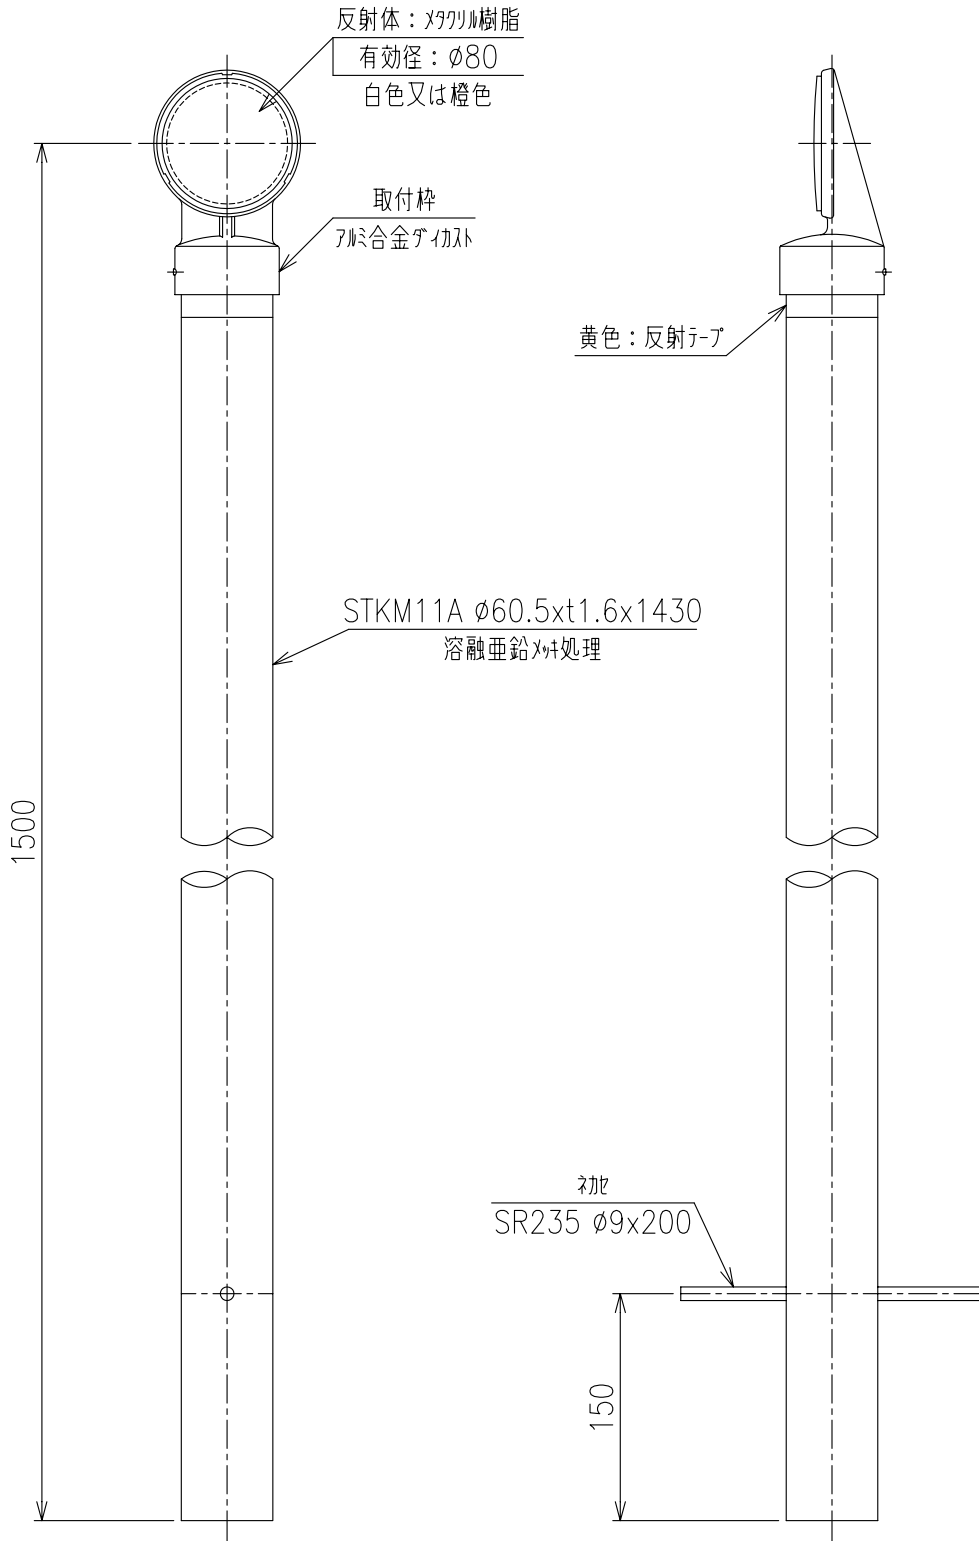 反射体：ﾒﾀｸﾘﾙ樹脂
有効径：φ80
白色又は橙色
取付枠
ｱﾙﾐ合金ﾀﾞｲｶｽﾄ
黄色：反射ﾃｰﾌﾟ
STKM11A φ60.5xt1.6x1430
溶融亜鉛ﾒｯｷ処理
1500
ﾈｶｾ
SR235 φ9x200
150